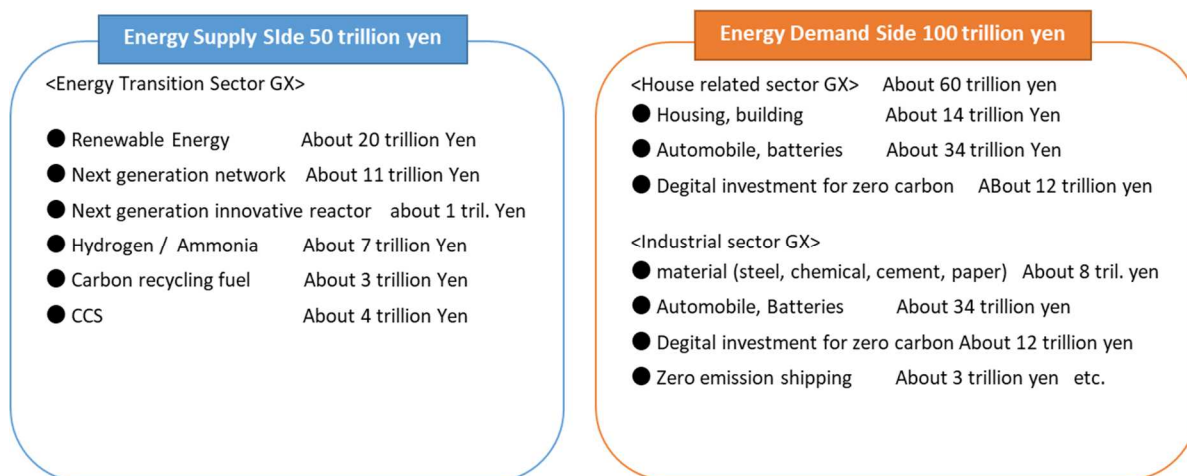 Energy Supply SIde 50 trillion yen
<Energy Transition Sector GX>
● Renewable Energy About 20 trillion Yen
● Next generation network About 11 trillion Yen
● Next generation innovative reactor about 1 tril. Yen
● Hydrogen / Ammonia About 7 trillion Yen
● Carbon recycling fuel About 3 trillion Yen
● CCS About 4 trillion Yen
Energy Demand Side 100 trillion yen
<House related sector GX> About 60 trillion yen
● Housing, building About 14 trillion Yen
● Automobile, batteries About 34 trillion Yen
● Degital investment for zero carbon ABout 12 trillion yen
<Industrial sector GX>
● material (steel, chemical, cement, paper) About 8 tril. yen
● Automobile, Batteries About 34 trillion yen
● Degital investment for zero carbon About 12 trillion yen
● Zero emission shipping About 3 trillion yen etc.